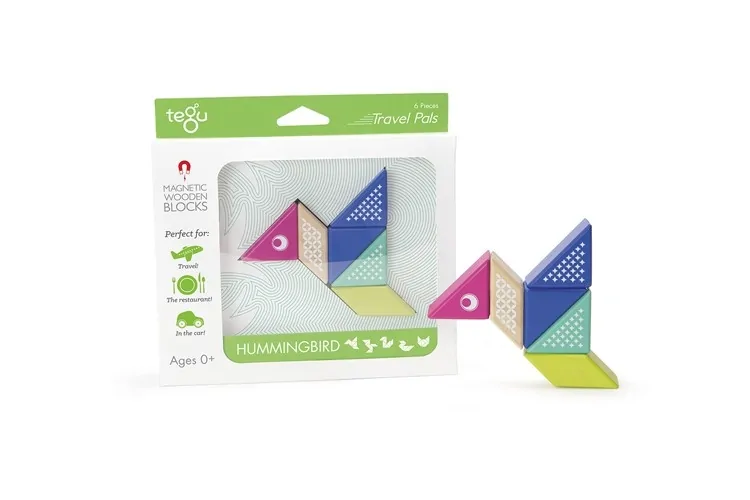 tegu
6 Pieces
Travel Pals
MAGNETIC
WOODEN
BLOCKS
Perfect for:
Travel!
The restaurant!
In the car!
Ages 0+
HUMMINGBIRD